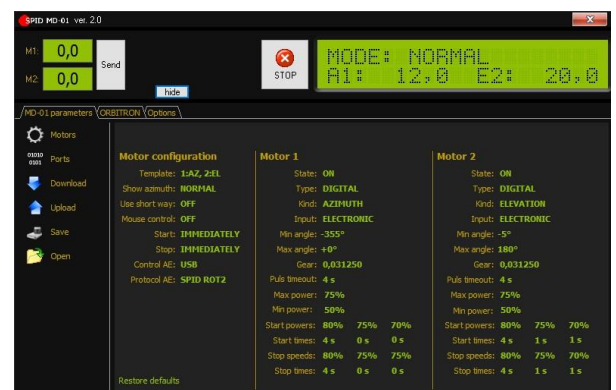 SPID MD-01 ver. 2.0
M1: 0,0
Send
M2: 0,0
hide
STOP
MODE: NORMAL
A1: 12,0 E2: 20,0
MD-01 parameters ORBITRON Options
Motors
Ports
Download
Upload
Save
Open
Motor configuration
Template: 1:AZ, 2:EL
Show azimuth: NORMAL
Use short way: OFF
Mouse control: OFF
Start: IMMEDIATELY
Stop: IMMEDIATELY
Control AE: USB
Protocol AE: SPID ROT2
Restore defaults
Motor 1
State: ON
Type: DIGITAL
Kind: AZIMUTH
Input: ELECTRONIC
Min angle: -355°
Max angle: +0°
Gear: 0,031250
Puls timeout: 4 s
Max power: 75%
Min power: 50%
Start powers: 80% 75% 70%
Start times: 4 s 0 s 0 s
Stop speeds: 80% 75% 75%
Stop times: 4 s 0 s 0 s
Motor 2
State: ON
Type: DIGITAL
Kind: ELEVATION
Input: ELECTRONIC
Min angle: -5°
Max angle: 180°
Gear: 0,031250
Puls timeout: 4 s
Max power: 75%
Min power: 50%
Start powers: 80% 75% 70%
Start times: 4 s 1 s 1 s
Stop speeds: 80% 75% 70%
Stop times: 4 s 1 s 1 s
01010
0101